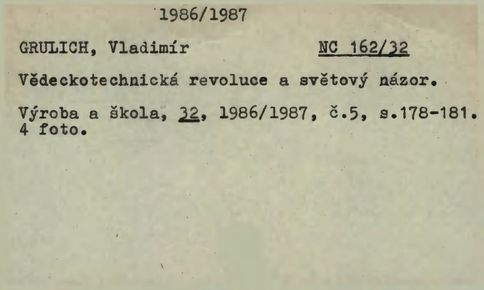 1986/1987
GRULICH, Vladimír NC 162/32
Vědeckotechnická revoluce a světový názor.
Výroba a škola, 32, 1986/1987, č.5, s.178-181.
4 foto.